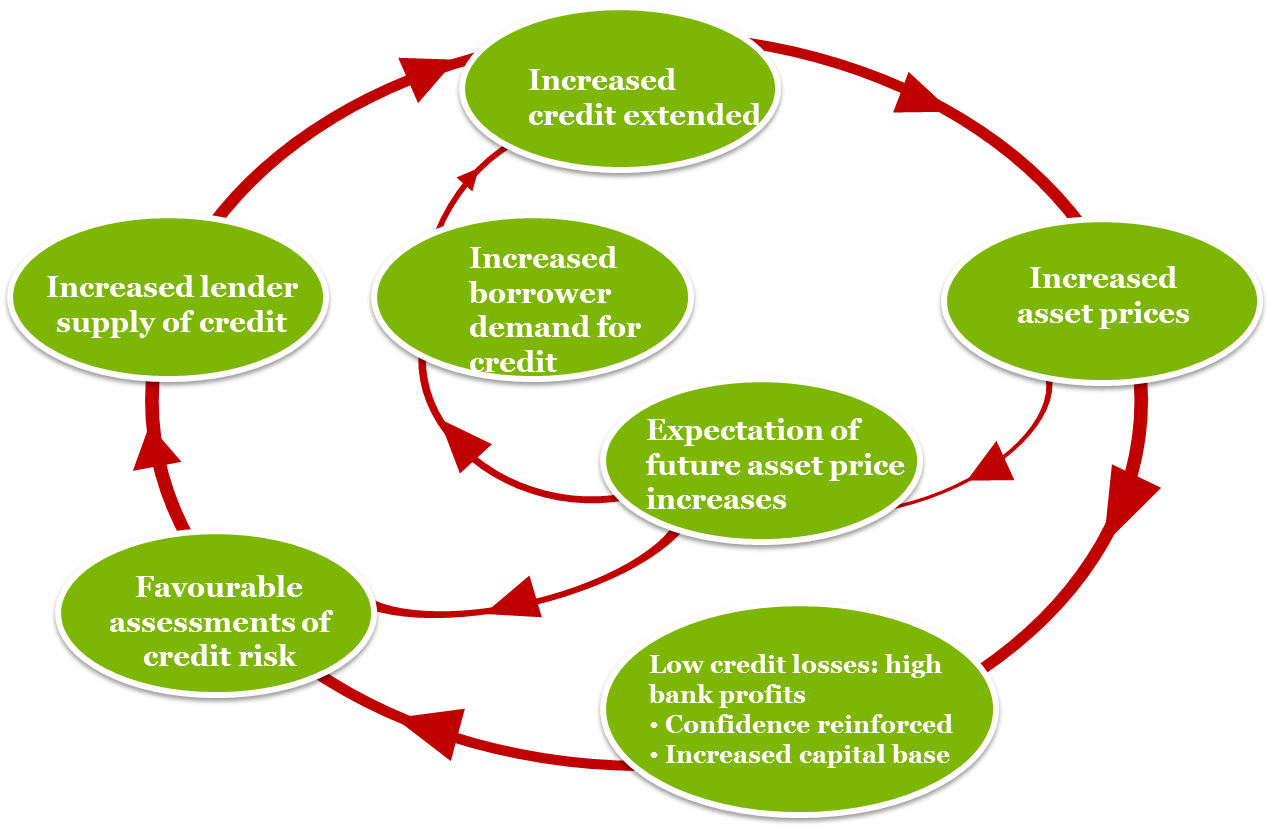 Increased
credit extended
Increased lender
supply of credit
Increased
borrower
demand for
credit
Increased
asset prices
Expectation of
future asset price
increases
Favourable
assessments of
credit risk
Low credit losses: high
bank profits
• Confidence reinforced
• Increased capital base